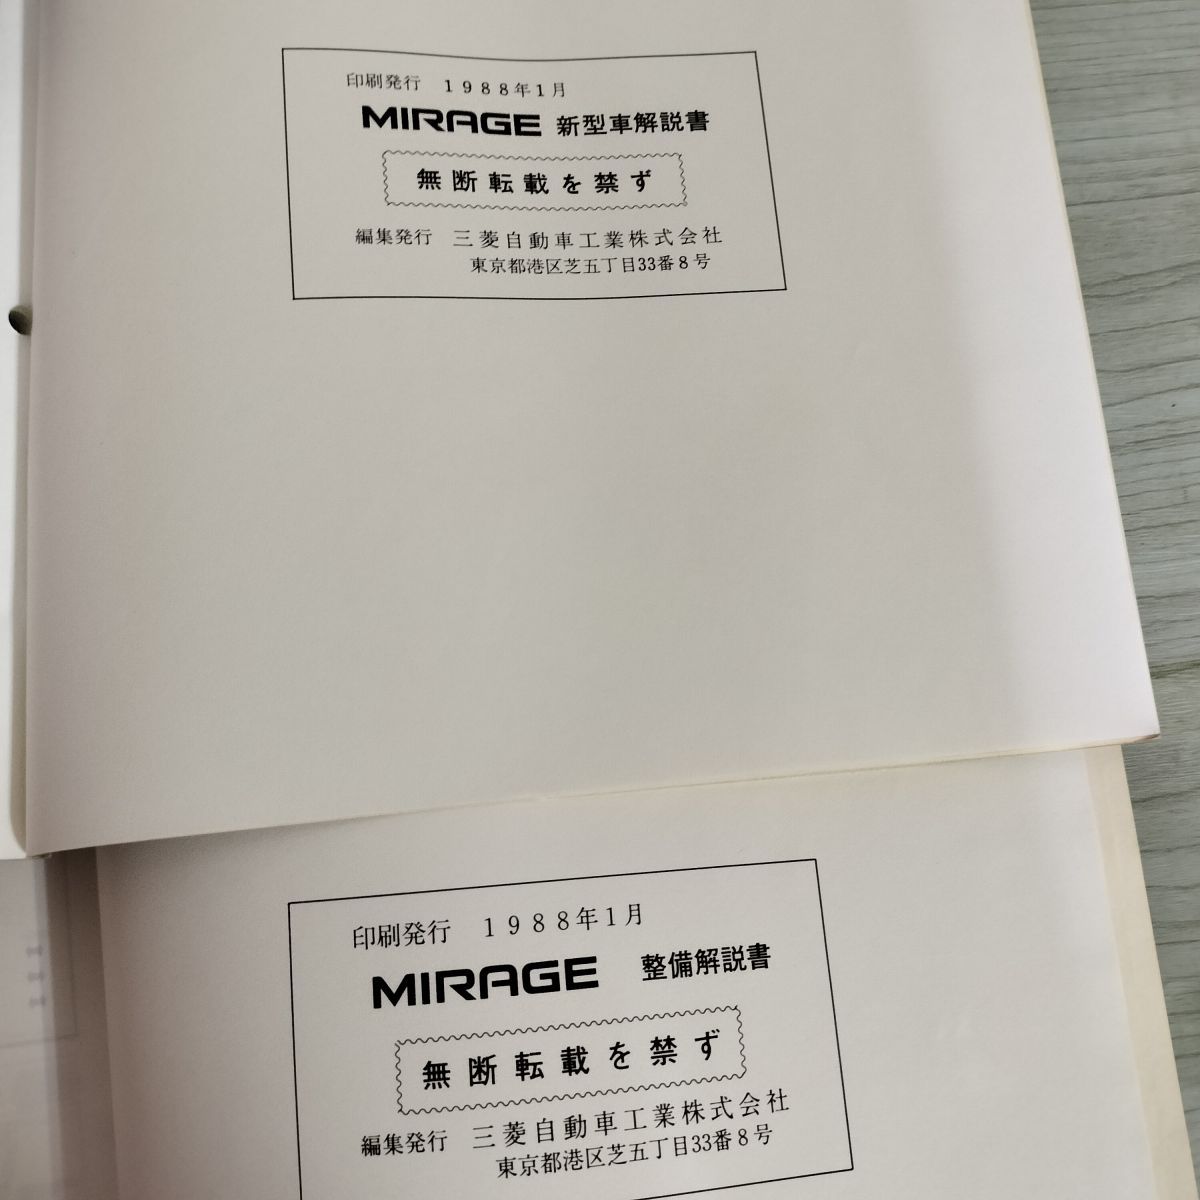 印刷発行 1988年1月
MIRAGE 新型車解説書
無断転載を禁ず
編集発行 三菱自動車工業株式会社
東京都港区芝五丁目33番8号
印刷発行 1988年1月
MIRAGE 整備解説書
無断転載を禁ず
編集発行 三菱自動車工業株式会社
東京都港区芝五丁目33番8号